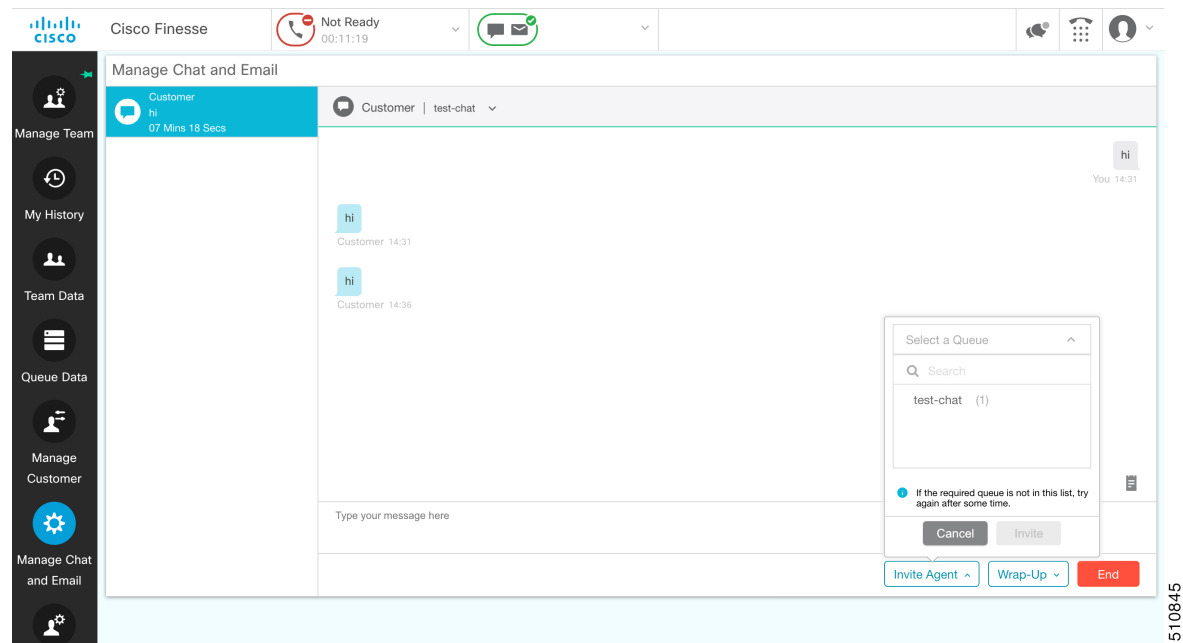 CISCO
Cisco Finesse
Not Ready
00:11:19
Manage Team
My History
Team Data
Queue Data
Manage
Customer
Manage Chat
and Email
Manage Chat and Email
Customer
hi
07 Mins 18 Secs
Customer | test-chat
hi
You 14:31
hi
Customer 14:31
hi
Customer 14:36
Select a Queue
Search
test-chat (1)
If the required queue is not in this list, try
again after some time.
Cancel Invite
Type your message here
Invite Agent Wrap-Up End
510845